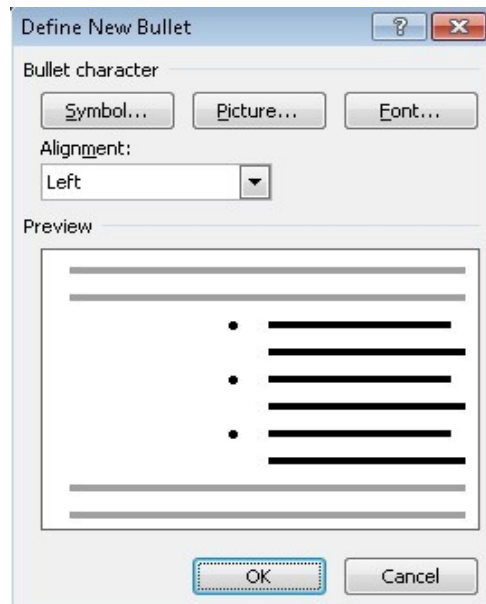 Define New Bullet
Bullet character
Symbol... Picture... Font...
Alignment:
Left
Preview
OK Cancel